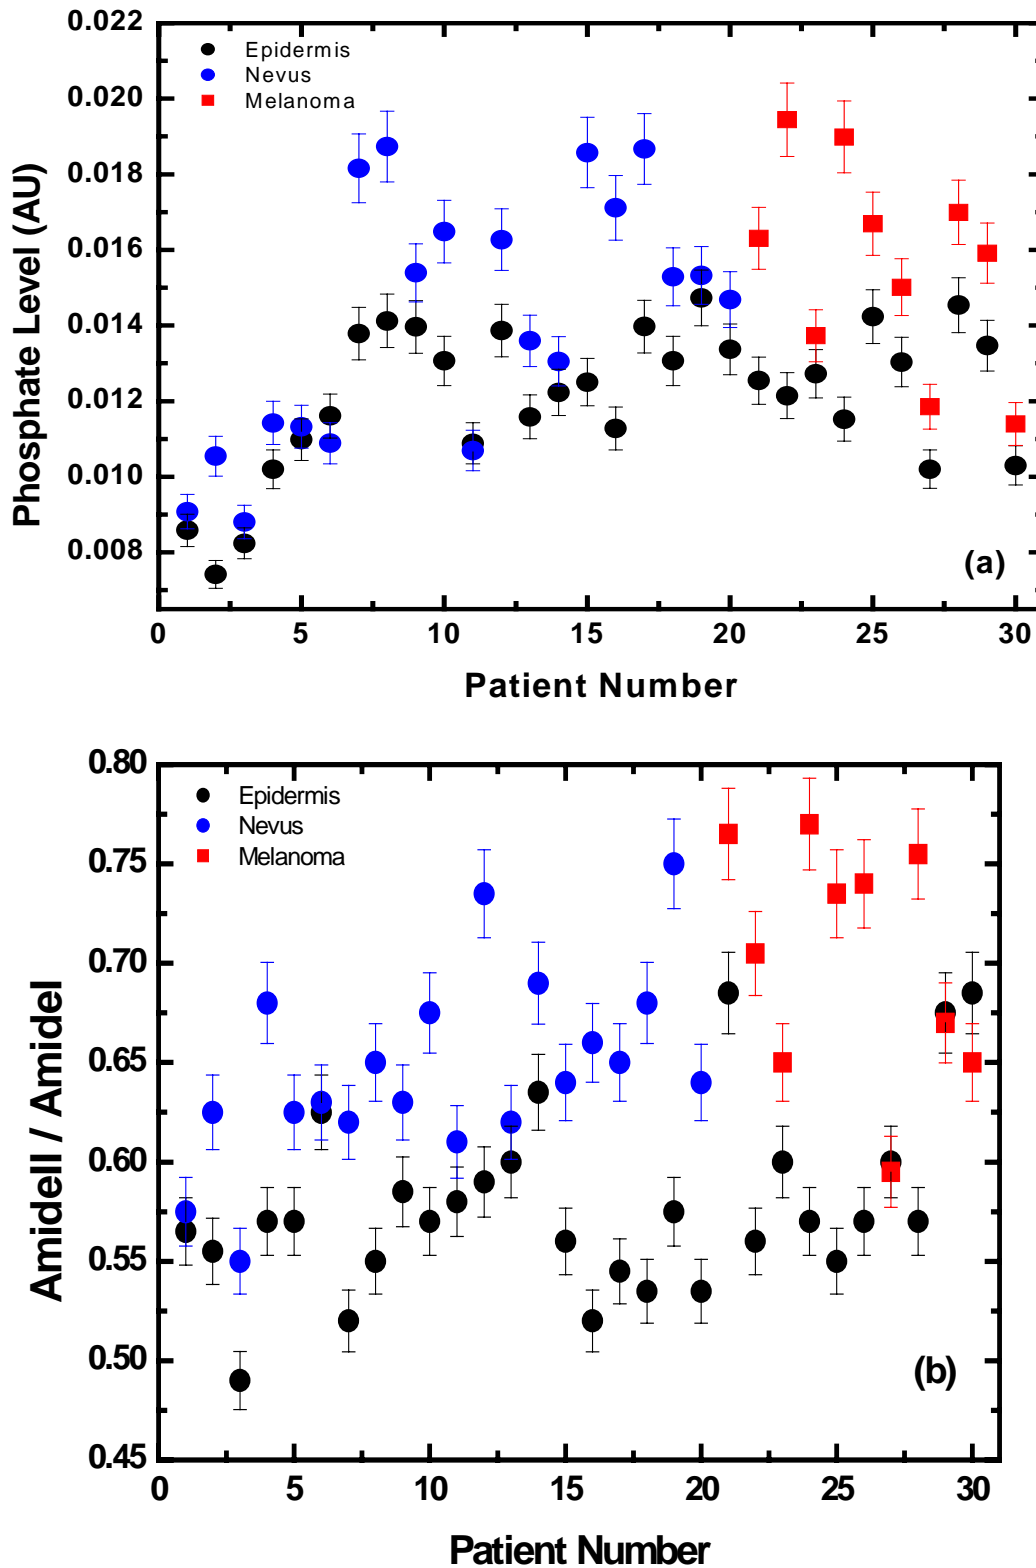 0.022
0.020
0.018
0.016
0.014
0.012
0.010
0.008
Phosphate Level (AU)
Epidermis
Nevus
Melanoma
(a)
0 5 10 15 20 25 30
Patient Number
0.80
0.75
0.70
0.65
0.60
0.55
0.50
0.45
AmideII / AmideI
Epidermis
Nevus
Melanoma
(b)
0 5 10 15 20 25 30
Patient Number